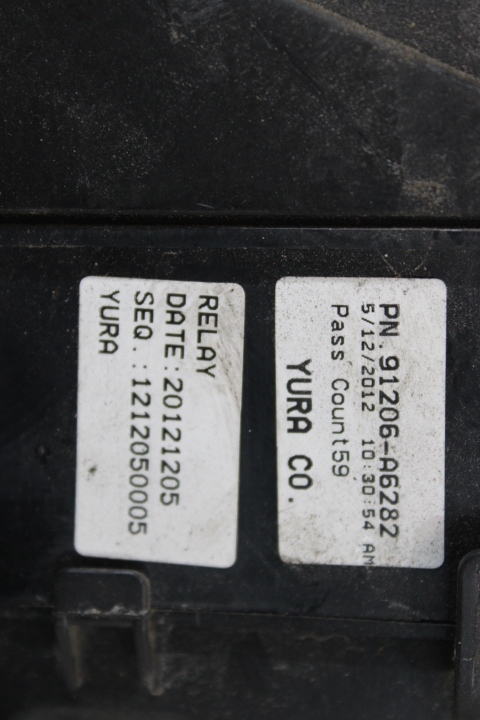 PN.91206-A6282
5/12/2012 10:30:54 AM
Pass Count59
YURA CO.
RELAY
DATE:20121205
SEQ.:1212050005
YURA